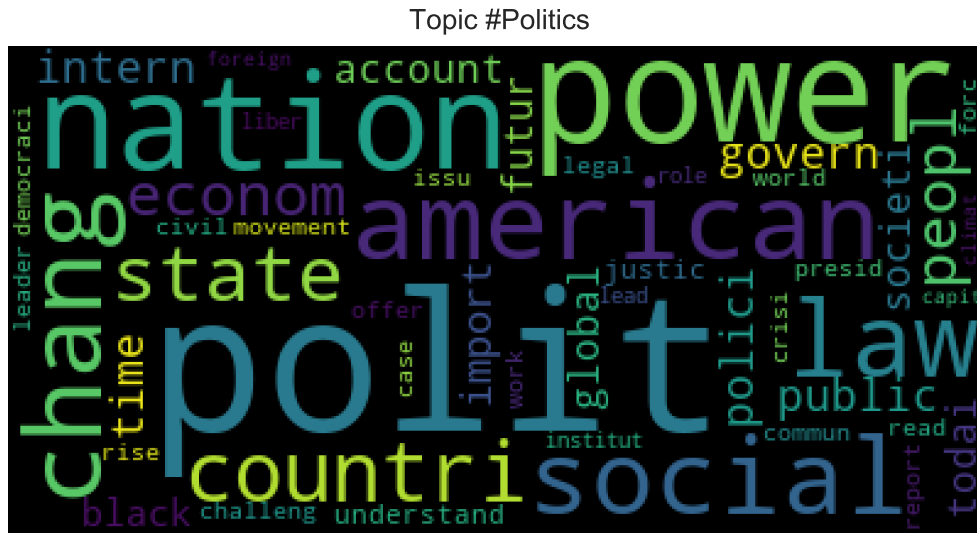 Topic #Politics
intern
foreign
account
power
nation
liber
futur
forc
democraci
issu
legal
role
govern
world
societi
peopl
econom
american
civil
movement
chang
state
leader
climat
justic
presid
lead
capit
offer
import
global
polici
crisi
law
polit
time
case
work
public
rise
countri
institut
social
commun
read
todai
report
black
challeng
understand